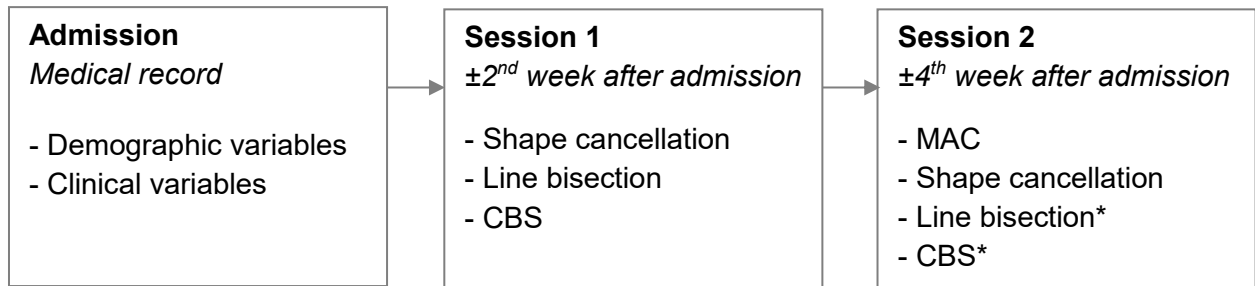 Admission
Medical record
- Demographic variables
- Clinical variables
Session 1
±2nd week after admission
- Shape cancellation
- Line bisection
- CBS
Session 2
±4th week after admission
- MAC
- Shape cancellation
- Line bisection*
- CBS*